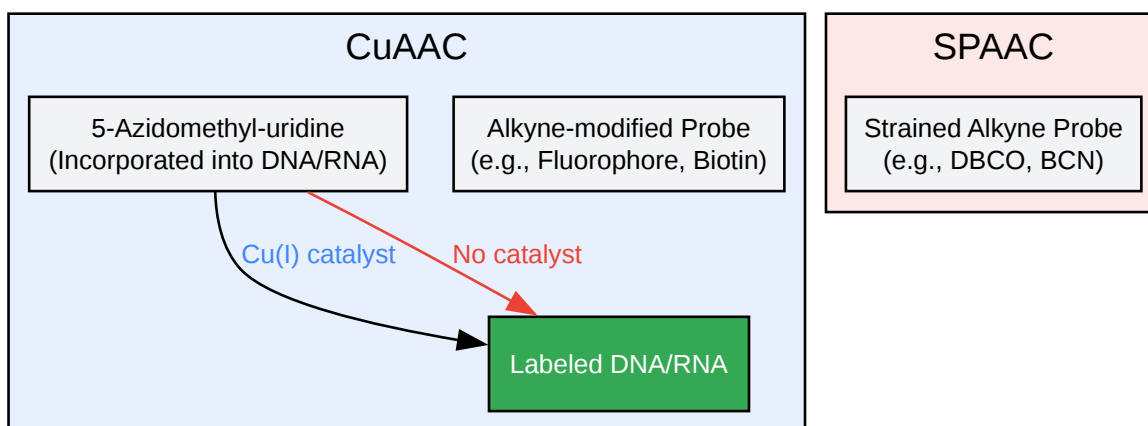 CuAAC
5-Azidomethyl-uridine
(Incorporated into DNA/RNA)
Alkyne-modified Probe
(e.g., Fluorophore, Biotin)
Cu(I) catalyst
No catalyst
Labeled DNA/RNA
SPAAC
Strained Alkyne Probe
(e.g., DBCO, BCN)